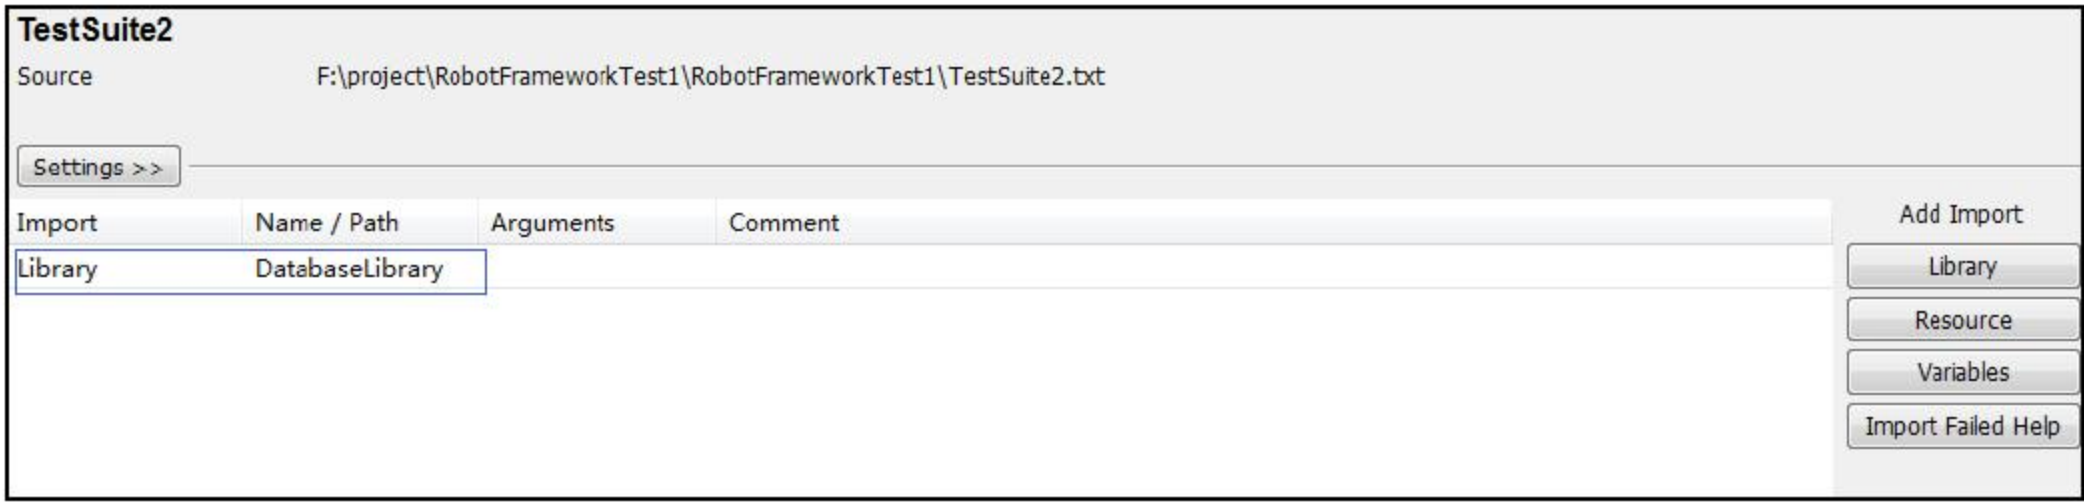 TestSuite2
Source F:\project\RobotFrameworkTest1\RobotFrameworkTest1\TestSuite2.txt
Settings >>
Import Name / Path Arguments Comment
Library DatabaseLibrary
Add Import
Library
Resource
Variables
Import Failed Help